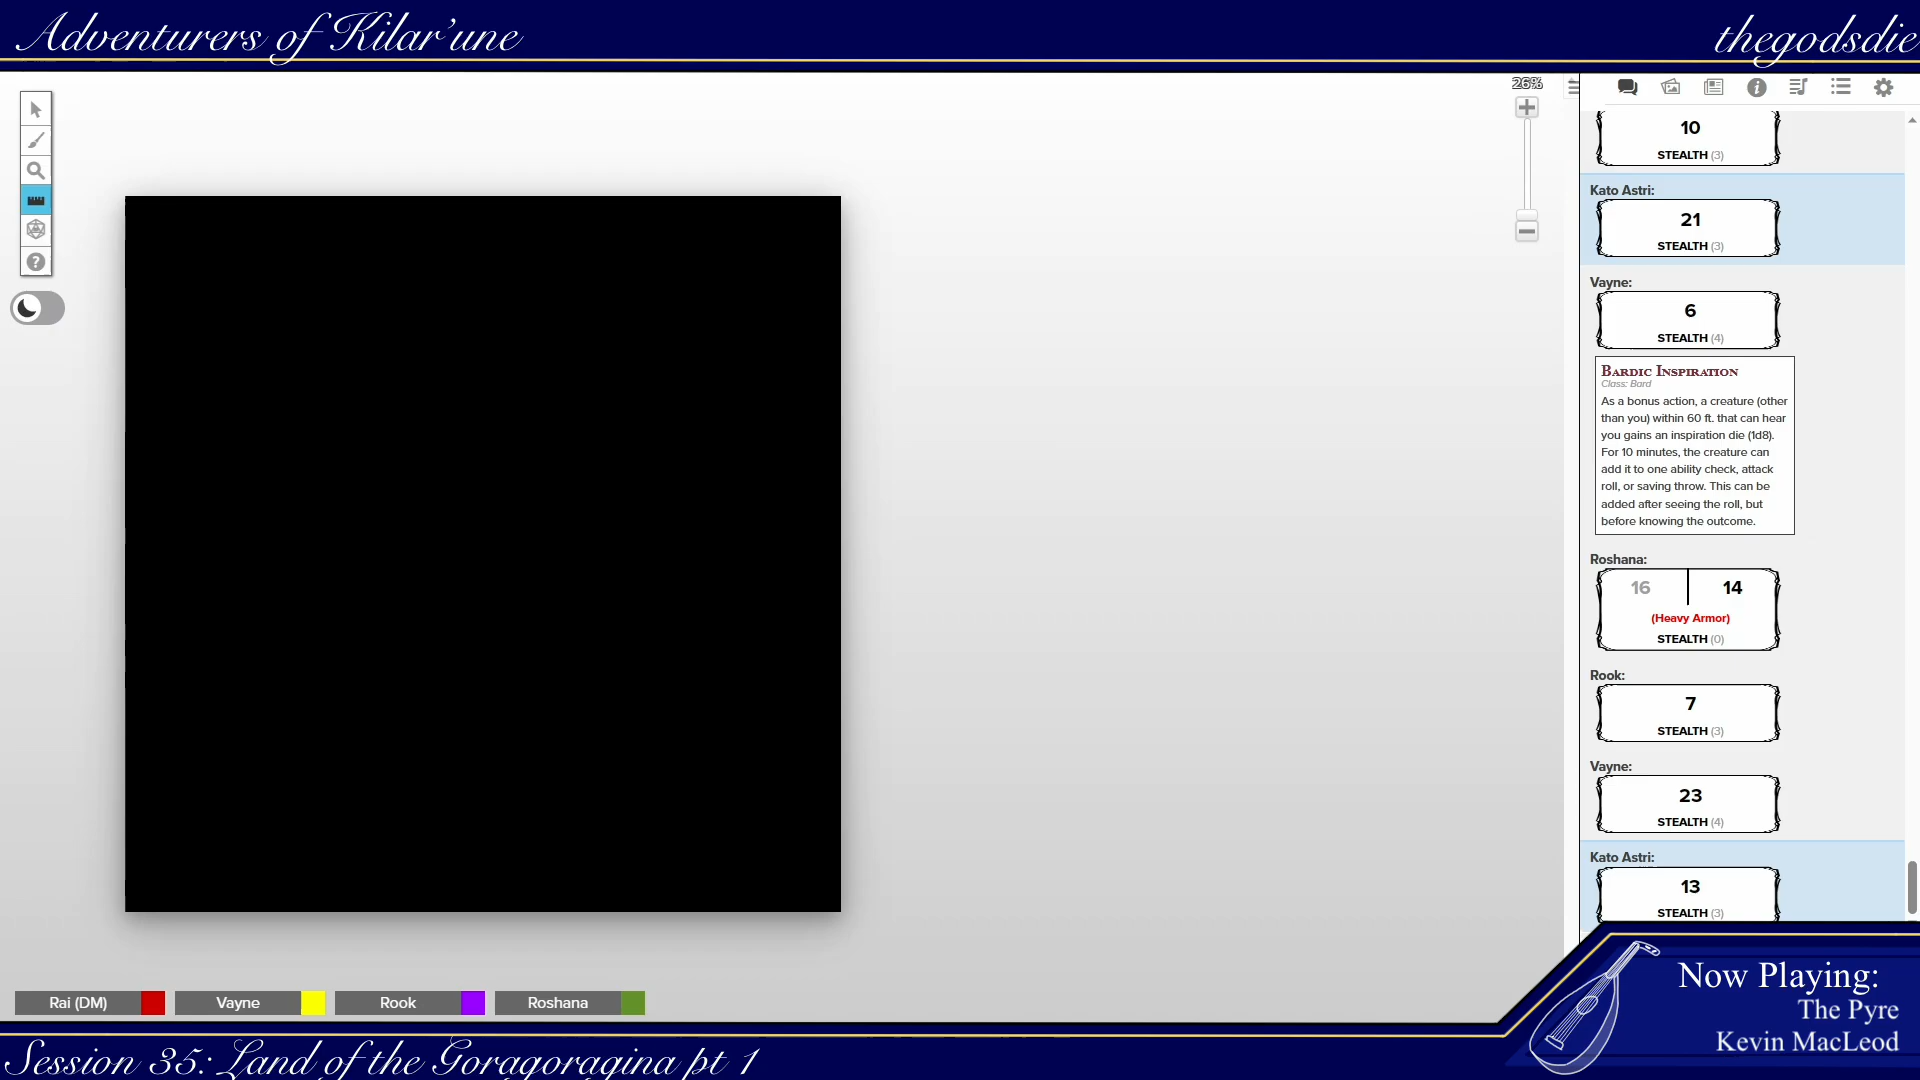 Adventurers of Kilar'une
thegodsdie
26%
10
STEALTH (3)
Kato Astri:
21
STEALTH (3)
Vayne:
6
STEALTH (4)
Bardic Inspiration
Class: Bard
As a bonus action, a creature (other
than you) within 60 ft. that can hear
you gains an inspiration die (1d8).
For 10 minutes, the creature can
add it to one ability check, attack
roll, or saving throw. This can be
added after seeing the roll, but
before knowing the outcome.
Roshana:
16 14
(Heavy Armor)
STEALTH (0)
Rook:
7
STEALTH (3)
Vayne:
23
STEALTH (4)
Kato Astri:
13
STEALTH (3)
Rai (DM)
Vayne
Rook
Roshana
Now Playing:
The Pyre
Kevin MacLeod
Session 35: Land of the Goragoragina pt 1